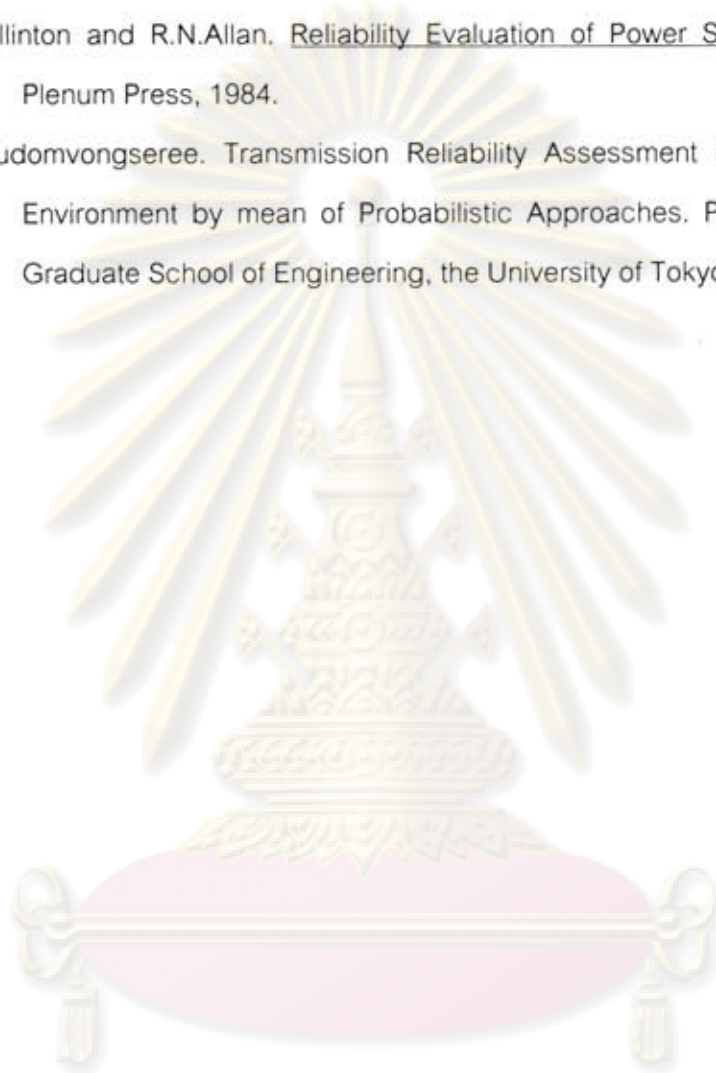 llinton and R.N.Allan. Reliability Evaluation of Power S
Plenum Press, 1984.
udomvongseree. Transmission Reliability Assessment
Environment by mean of Probabilistic Approaches. P
Graduate School of Engineering, the University of Tokyo